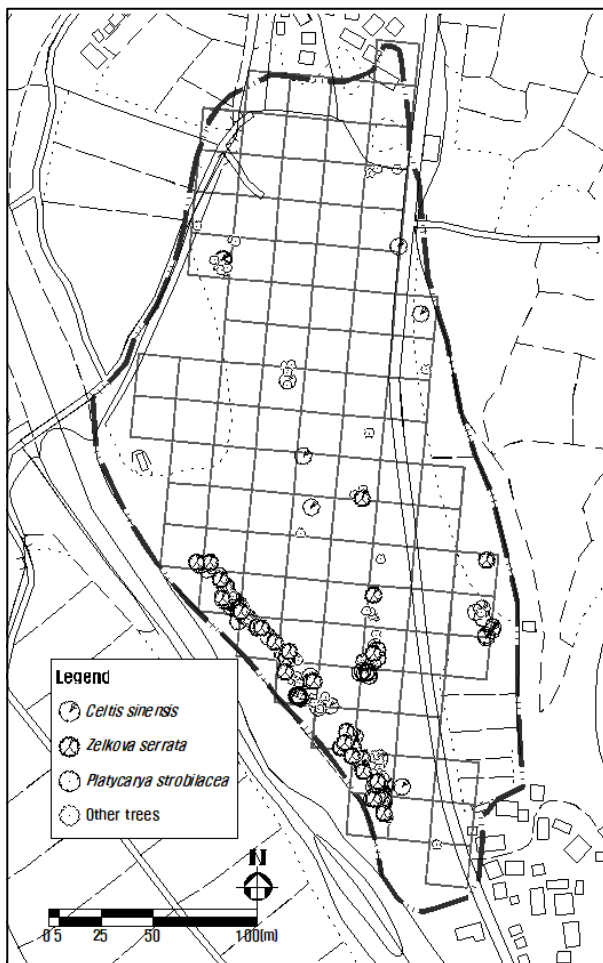 Legend
Celtis sinensis
Zelkova serrata
Platycarya strobilacea
Other trees
N
0 5 25 50 100(m)